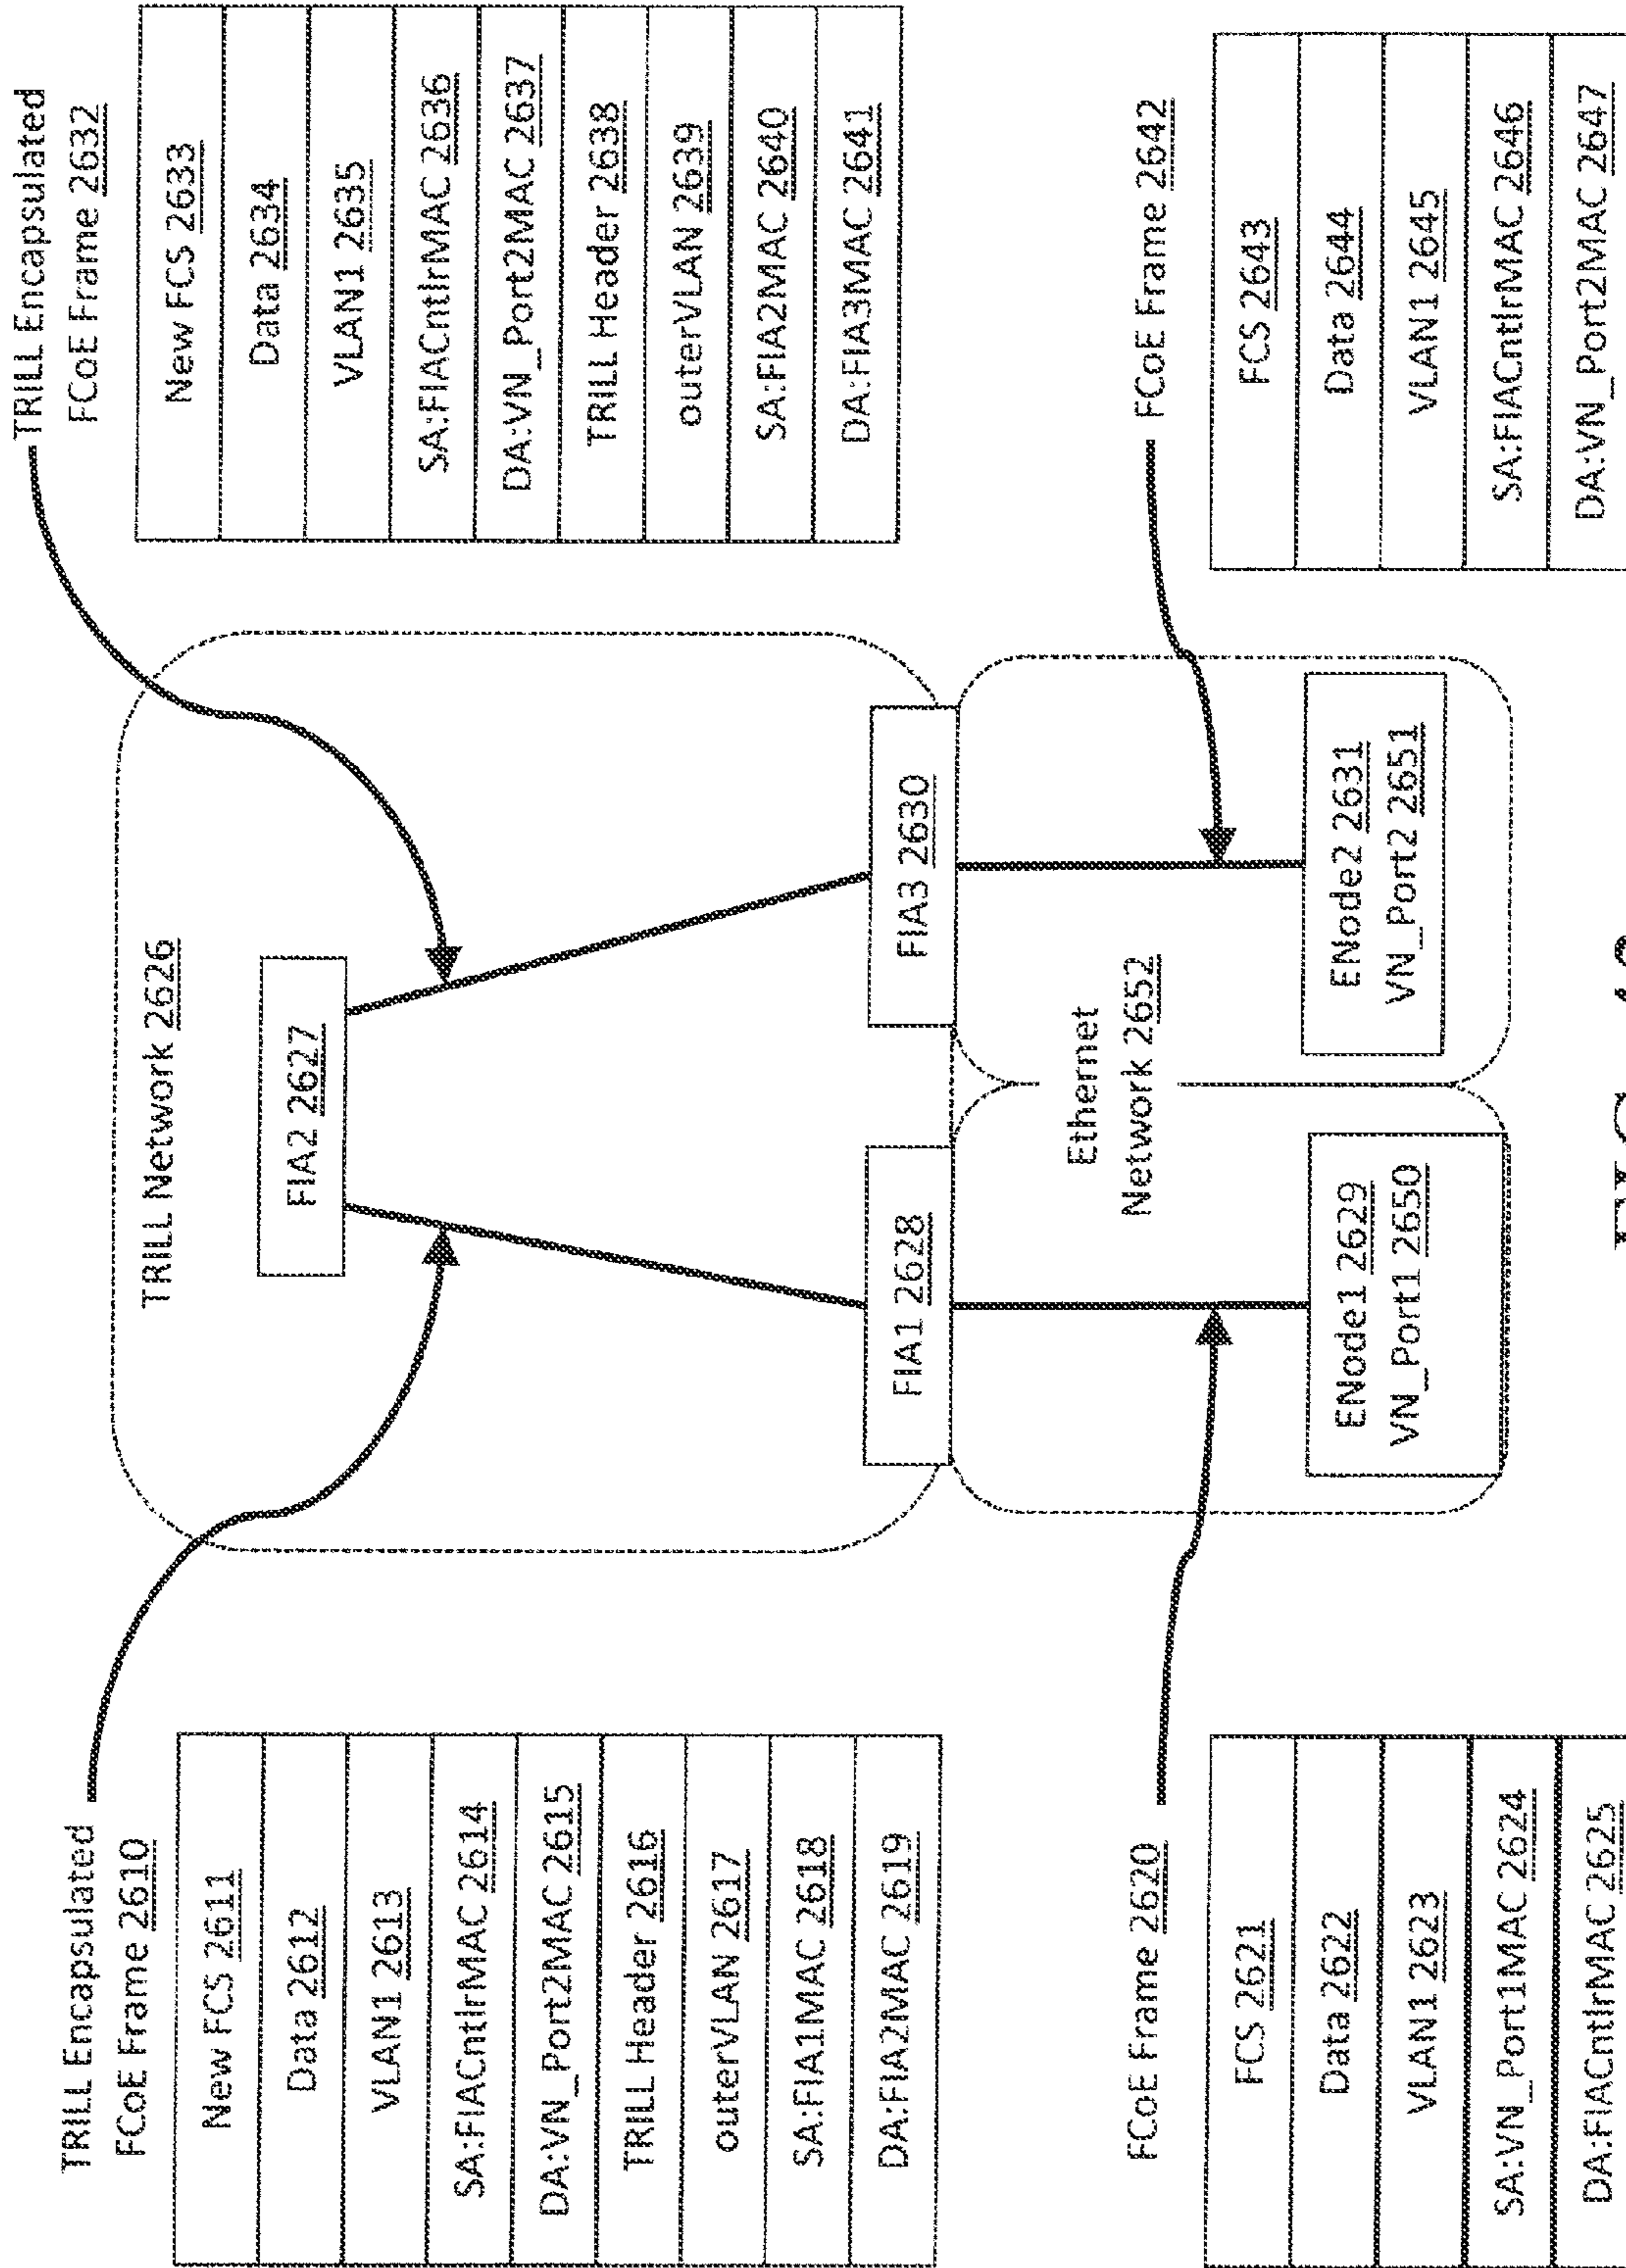 TRILL Encapsulated
FCoE Frame 2610
New FCS 2611
Data 2612
VLAN1 2613
SA:FIACntlrMAC 2614
DA:VN_Port2MAC 2615
TRILL Header 2616
outerVLAN 2617
SA:FIA1MAC 2618
DA:FIA2MAC 2619
FCoE Frame 2620
FCS 2621
Data 2622
VLAN1 2623
SA:VN_Port1MAC 2624
DA:FIACntlrMAC 2625
TRILL Network 2626
FIA2 2627
FIA1 2628
FIA3 2630
Ethernet
Network 2652
ENode1 2629
VN_Port1 2650
ENode2 2631
VN_Port2 2651
TRILL Encapsulated
FCoE Frame 2632
New FCS 2633
Data 2634
VLAN1 2635
SA:FIACntlrMAC 2636
DA:VN_Port2MAC 2637
TRILL Header 2638
outerVLAN 2639
SA:FIA2MAC 2640
DA:FIA3MAC 2641
FCoE Frame 2642
FCS 2643
Data 2644
VLAN1 2645
SA:FIACntlrMAC 2646
DA:VN_Port2MAC 2647